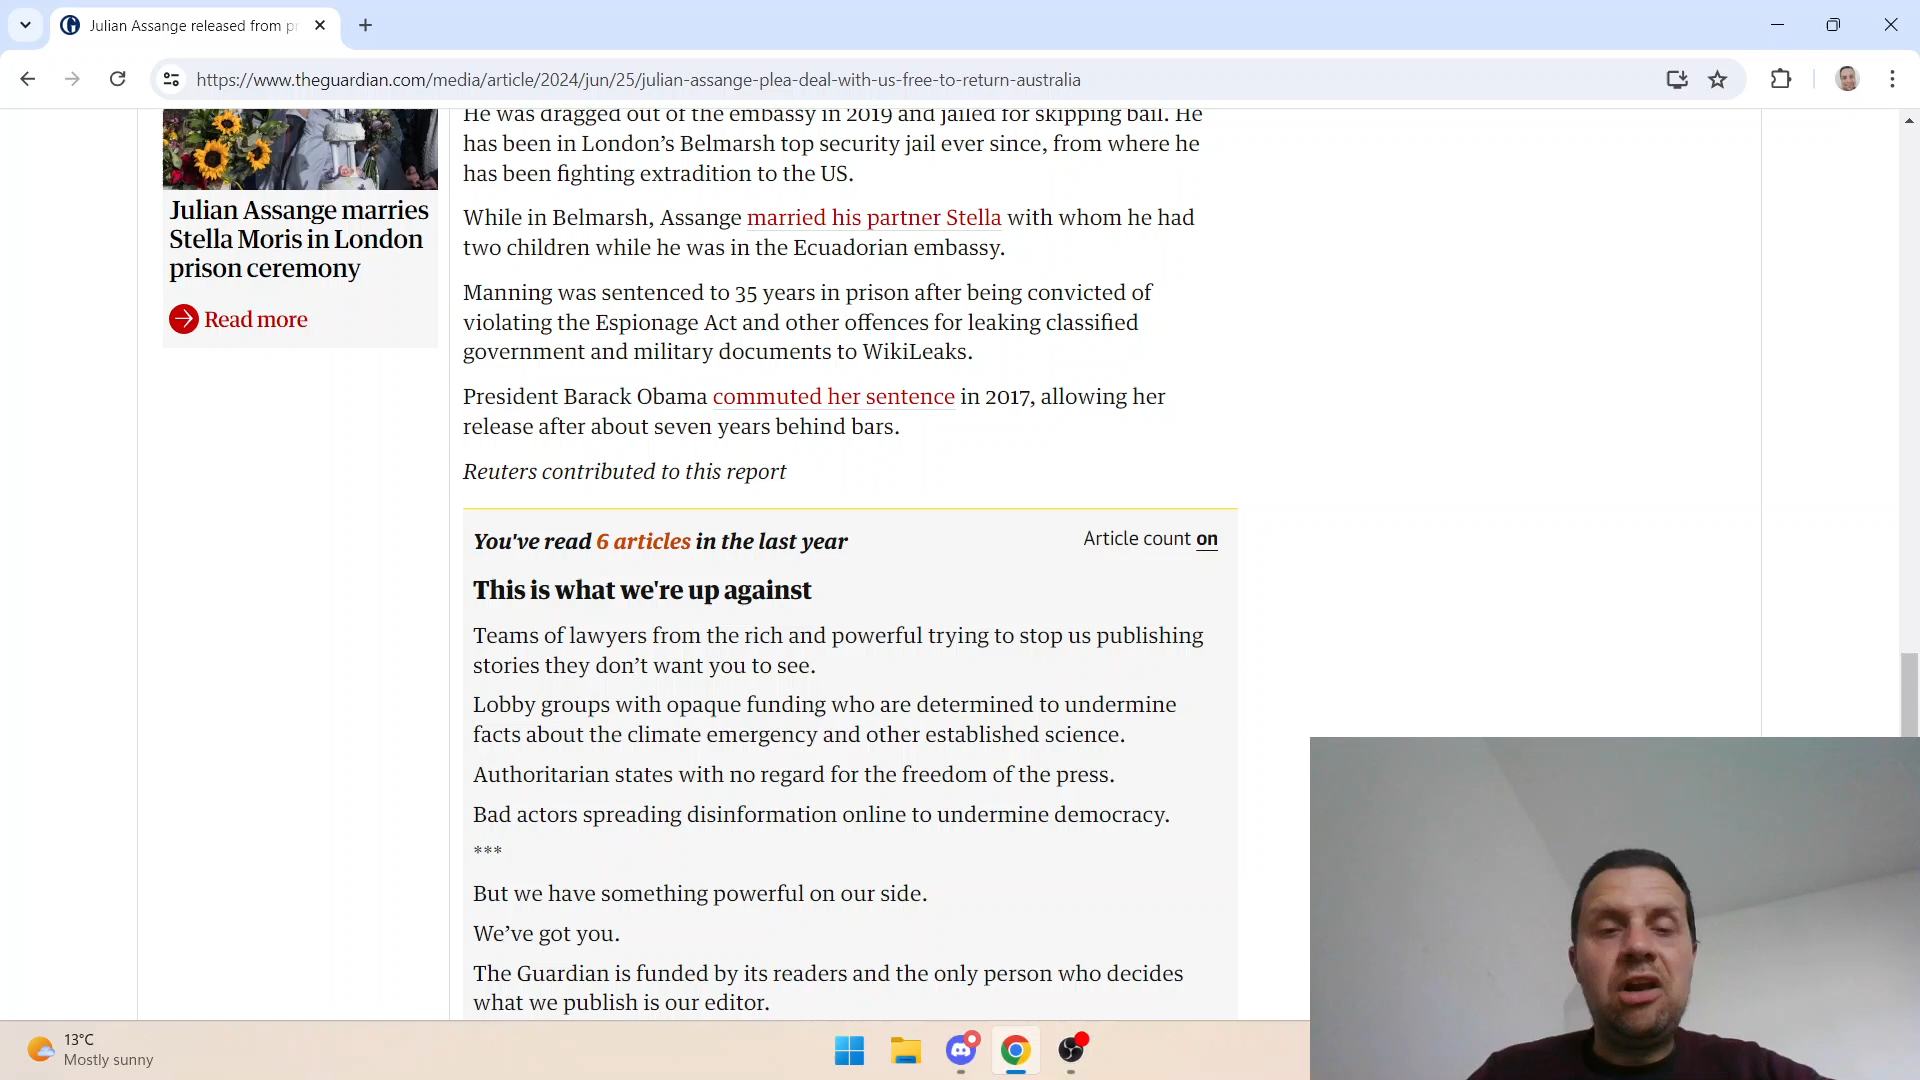 Julian Assange released from pr
https://www.theguardian.com/media/article/2024/jun/25/julian-assange-plea-deal-with-us-free-to-return-australia
Julian Assange marries
Stella Moris in London
prison ceremony
Read more
He was dragged out of the embassy in 2019 and jailed for skipping bail. He
has been in London’s Belmarsh top security jail ever since, from where he
has been fighting extradition to the US.
While in Belmarsh, Assange married his partner Stella with whom he had
two children while he was in the Ecuadorian embassy.
Manning was sentenced to 35 years in prison after being convicted of
violating the Espionage Act and other offences for leaking classified
government and military documents to WikiLeaks.
President Barack Obama commuted her sentence in 2017, allowing her
release after about seven years behind bars.
Reuters contributed to this report
You've read 6 articles in the last year
Article count on
This is what we're up against
Teams of lawyers from the rich and powerful trying to stop us publishing
stories they don’t want you to see.
Lobby groups with opaque funding who are determined to undermine
facts about the climate emergency and other established science.
Authoritarian states with no regard for the freedom of the press.
Bad actors spreading disinformation online to undermine democracy.
***
But we have something powerful on our side.
We’ve got you.
The Guardian is funded by its readers and the only person who decides
what we publish is our editor.
13°C
Mostly sunny